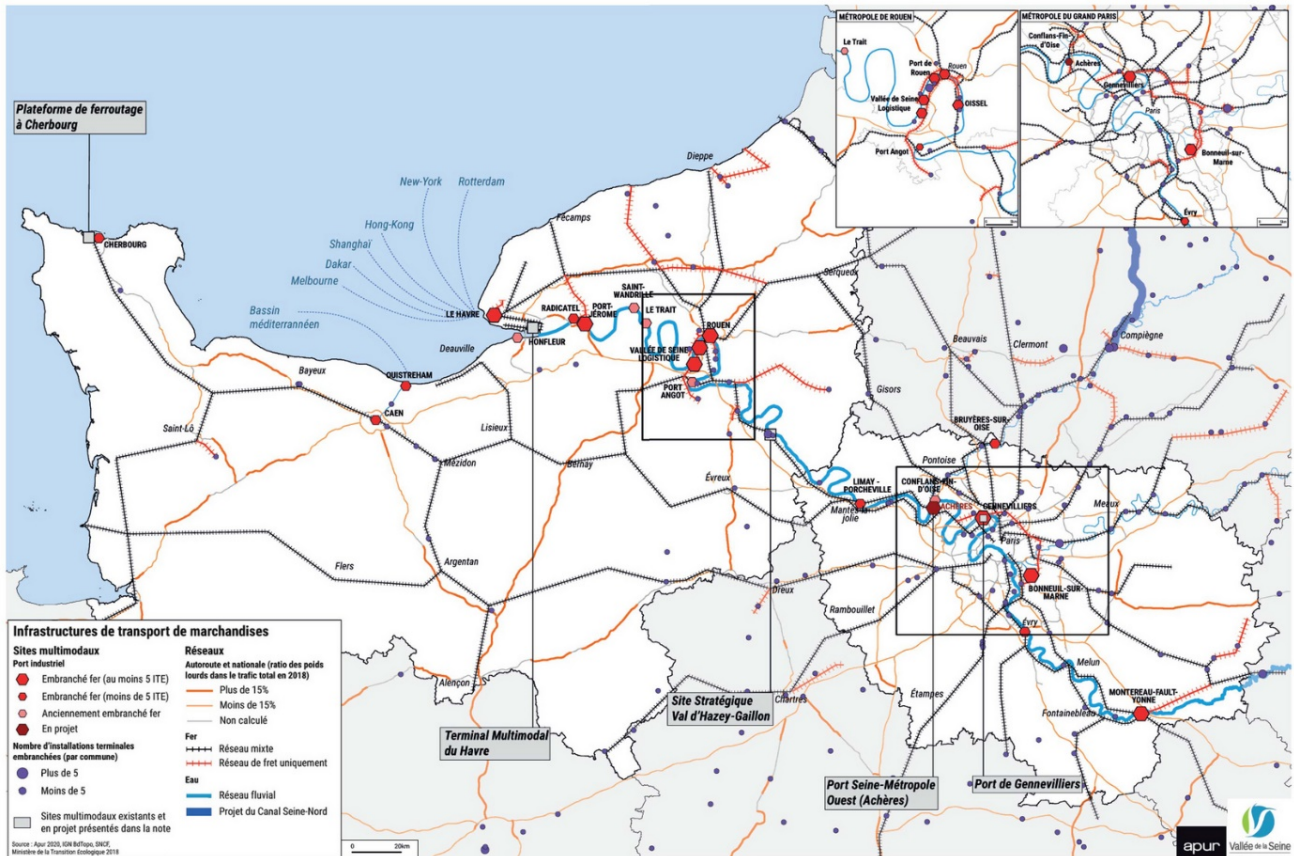 Plateforme de ferroutage
à Cherbourg
CHERBOURG
New-York
Rotterdam
Hong-Kong
Shanghaï
Dakar
Melbourne
Bassin
méditerrannéen
Dieppe
Fécamps
Serqueux
LE HAVRE
RADICATEL
PORT-
JÉRÔME
SAINT-
WANDRILLE
LE TRAIT
ROUEN
VALLÉE DE SEINE
LOGISTIQUE
PORT
ANGOT
HONFLEUR
Deauville
OUISTREHAM
Bayeux
CAEN
Saint-Lô
Lisieux
Mézidon
Bernay
Évreux
Flers
Argentan
Alençon
Dreux
Chartres
Rambouillet
Étampes
Gisors
Beauvais
Clermont
Compiègne
BRUYÈRES-SUR-
OISE
Pontoise
LIMAY -
PORCHEVILLE
Mantes la
jolie
CONFLANS-FIN-
D'OISE
ACHÈRES
GENNEVILLIERS
Paris
Meaux
BONNEUIL-SUR-
MARNE
Évry
Melun
Fontainebleau
MONTEREAU-FAULT-
YONNE
MÉTROPOLE DE ROUEN
Le Trait
Port de
Rouen
Rouen
Vallée de Seine
Logistique
OISSEL
Port Angot
MÉTROPOLE DU GRAND PARIS
Conflans-Fin-
d'Oise
Achères
Gennevilliers
Paris
Bonneuil-sur-
Marne
Évry
Terminal Multimodal
du Havre
Site Stratégique
Val d'Hazey-Gaillon
Port Seine-Métropole
Ouest (Achères)
Port de Gennevilliers
Infrastructures de transport de marchandises
Sites multimodaux
Port industriel
Embranché fer (au moins 5 ITE)
Embranché fer (moins de 5 ITE)
Anciennement embranché fer
En projet
Nombre d'installations terminales
embranchées (par commune)
Plus de 5
Moins de 5
Sites multimodaux existants et
en projet présentés dans la note
Réseaux
Autoroute et nationale (ratio des poids
lourds dans le trafic total en 2018)
Plus de 15%
Moins de 15%
Non calculé
Fer
Réseau mixte
Réseau de fret uniquement
Eau
Réseau fluvial
Projet du Canal Seine-Nord
Source : Apur 2020, IGN BdTopo, SNCF,
Ministère de la Transition Ecologique 2018
0 20km
apur
Vallée de la Seine